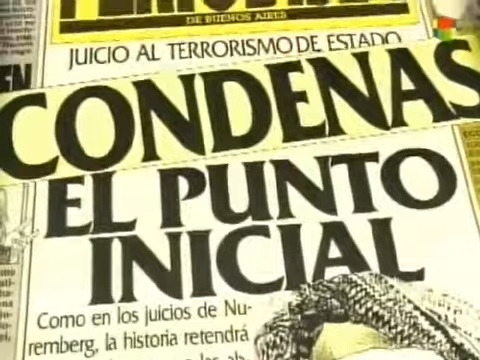 DE BUENOS AIRES
JUICIO AL TERRORISMO DE ESTADO
CONDENAS
EL PUNTO
INICIAL
Como en los juicios de Nu-
remberg, la historia retendrá